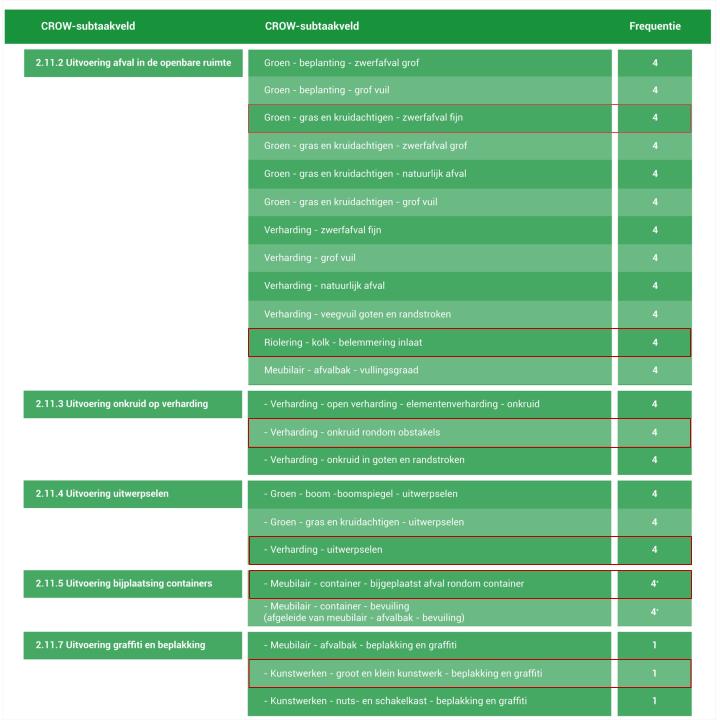 CROW-subtaakveld CROW-subtaakveld Frequentie
2.11.2 Uitvoering afval in de openbare ruimte Groen - beplanting - zwerfafval grof 4
Groen - beplanting - grof vuil 4
Groen - gras en kruidachtigen - zwerfafval fijn 4
Groen - gras en kruidachtigen - zwerfafval grof 4
Groen - gras en kruidachtigen - natuurlijk afval 4
Groen - gras en kruidachtigen - grof vuil 4
Verharding - zwerfafval fijn 4
Verharding - grof vuil 4
Verharding - natuurlijk afval 4
Verharding - veegvuil goten en randstroken 4
Riolering - kolk - belemmering inlaat 4
Meubilair - afvalbak - vullingsgraad 4
2.11.3 Uitvoering onkruid op verharding - Verharding - open verharding - elementenverharding - onkruid 4
- Verharding - onkruid rondom obstakels 4
- Verharding - onkruid in goten en randstroken 4
2.11.4 Uitvoering uitwerpselen - Groen - boom -boomspiegel - uitwerpselen 4
- Groen - gras en kruidachtigen - uitwerpselen 4
- Verharding - uitwerpselen 4
2.11.5 Uitvoering bijplaatsing containers - Meubilair - container - bijgeplaatst afval rondom container 4*
- Meubilair - container - bevuiling
(afgeleide van meubilair - afvalbak - bevuiling) 4*
2.11.7 Uitvoering graffiti en beplakking - Meubilair - afvalbak - beplakking en graffiti 1
- Kunstwerken - groot en klein kunstwerk - beplakking en graffiti 1
- Kunstwerken - nuts- en schakelkast - beplakking en graffiti 1